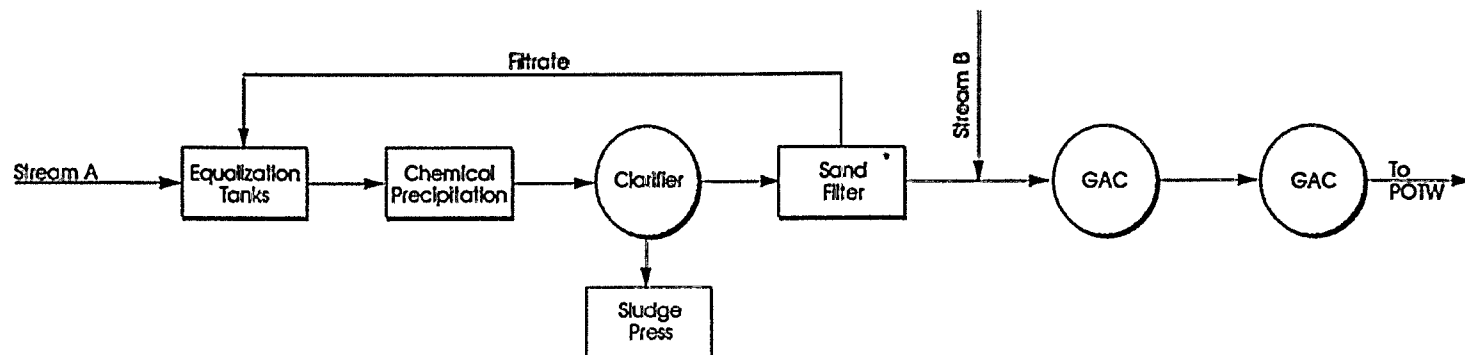 Filtrate
Stream B
Stream A
Equalization
Tanks
Chemical
Precipitation
Clarifier
Sand
Filter
GAC
GAC
To
POTW
Sludge
Press